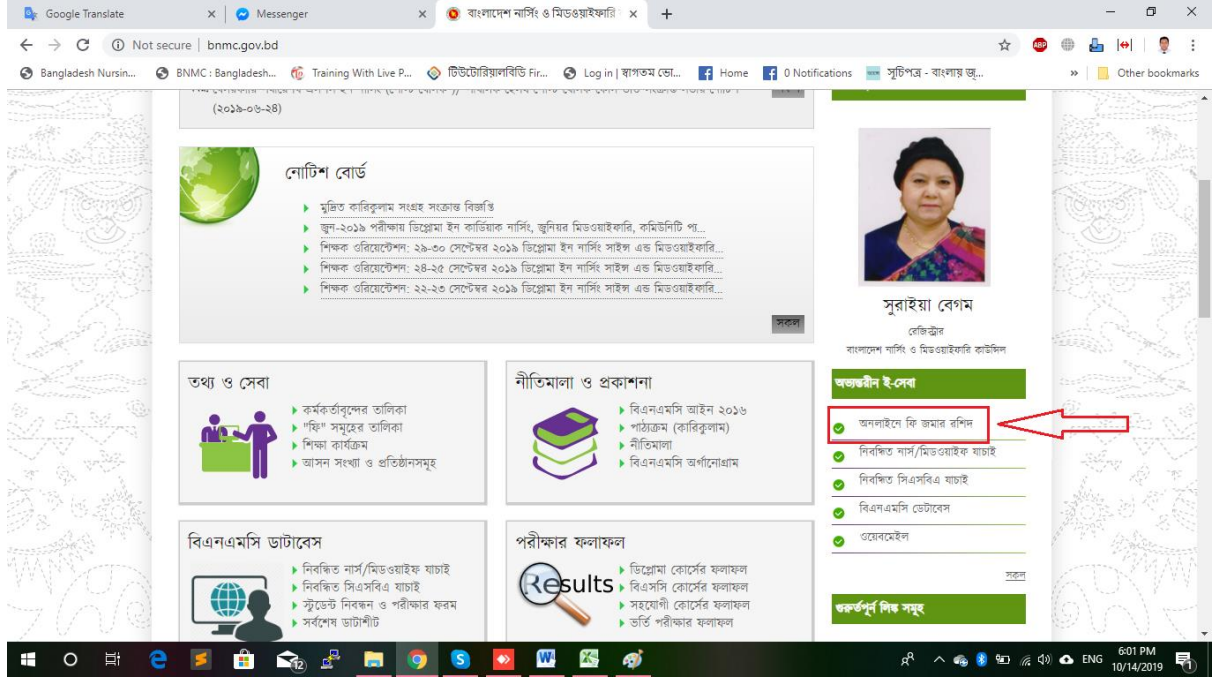 Google Translate
Messenger
বাংলাদেশ নার্সিং ও মিডওয়াইফারি
Not secure
bnmc.gov.bd
ABP
Bangladesh Nursin...
BNMC : Bangladesh...
Training With Live P...
টিউটোরিয়ালবিডি Fir...
Log in | স্বাগতম ভো...
Home
0 Notifications
সূচিপত্র - বাংলায় জু...
Other bookmarks
(২০১৯-০৬-২৪)
নোটিশ বোর্ড
মুদ্রিত কারিকুলাম সংগ্রহ সংক্রান্ত বিজ্ঞপ্তি
জুন-২০১৯ পরীক্ষায় ডিপ্লোমা ইন কার্ডিয়াক নার্সিং, জুনিয়র মিডওয়াইফারি, কমিউনিটি প্য...
শিক্ষক ওরিয়েন্টেশন: ২৯-৩০ সেপ্টেম্বর ২০১৯ ডিপ্লোমা ইন নার্সিং সাইন্স এন্ড মিডওয়াইফারি...
শিক্ষক ওরিয়েন্টেশন: ২৪-২৫ সেপ্টেম্বর ২০১৯ ডিপ্লোমা ইন নার্সিং সাইন্স এন্ড মিডওয়াইফারি...
শিক্ষক ওরিয়েন্টেশন: ২২-২৩ সেপ্টেম্বর ২০১৯ ডিপ্লোমা ইন নার্সিং সাইন্স এন্ড মিডওয়াইফারি...
সকল
তথ্য ও সেবা
কর্মকর্তাবৃন্দের তালিকা
"ফি" সমূহের তালিকা
শিক্ষা কার্যক্রম
আসন সংখ্যা ও প্রতিষ্ঠানসমূহ
নীতিমালা ও প্রকাশনা
বিএনএমসি আইন ২০১৬
পাঠ্যক্রম (কারিকুলাম)
নীতিমালা
বিএনএমসি অর্গানোগ্রাম
বিএনএমসি ডাটাবেস
নিবন্ধিত নার্স/মিডওয়াইফ যাচাই
নিবন্ধিত সিএসবিএ যাচাই
স্টুডেন্ট নিবন্ধন ও পরীক্ষার ফরম
সর্বশেষ ডাটাশীট
পরীক্ষার ফলাফল
Results
ডিপ্লোমা কোর্সের ফলাফল
বিএসসি কোর্সের ফলাফল
সহযোগী কোর্সের ফলাফল
ভর্তি পরীক্ষার ফলাফল
সুরাইয়া বেগম
রেজিস্ট্রার
বাংলাদেশ নার্সিং ও মিডওয়াইফারি কাউন্সিল
অভ্যন্তরীন ই-সেবা
অনলাইনে ফি জমার রশিদ
নিবন্ধিত নার্স/মিডওয়াইফ যাচাই
নিবন্ধিত সিএসবিএ যাচাই
বিএনএমসি ডেটাবেস
ওয়েবমেইল
সকল
গুরুত্বপূর্ণ লিঙ্ক সমূহ
12
ENG
6:01 PM
10/14/2019
1